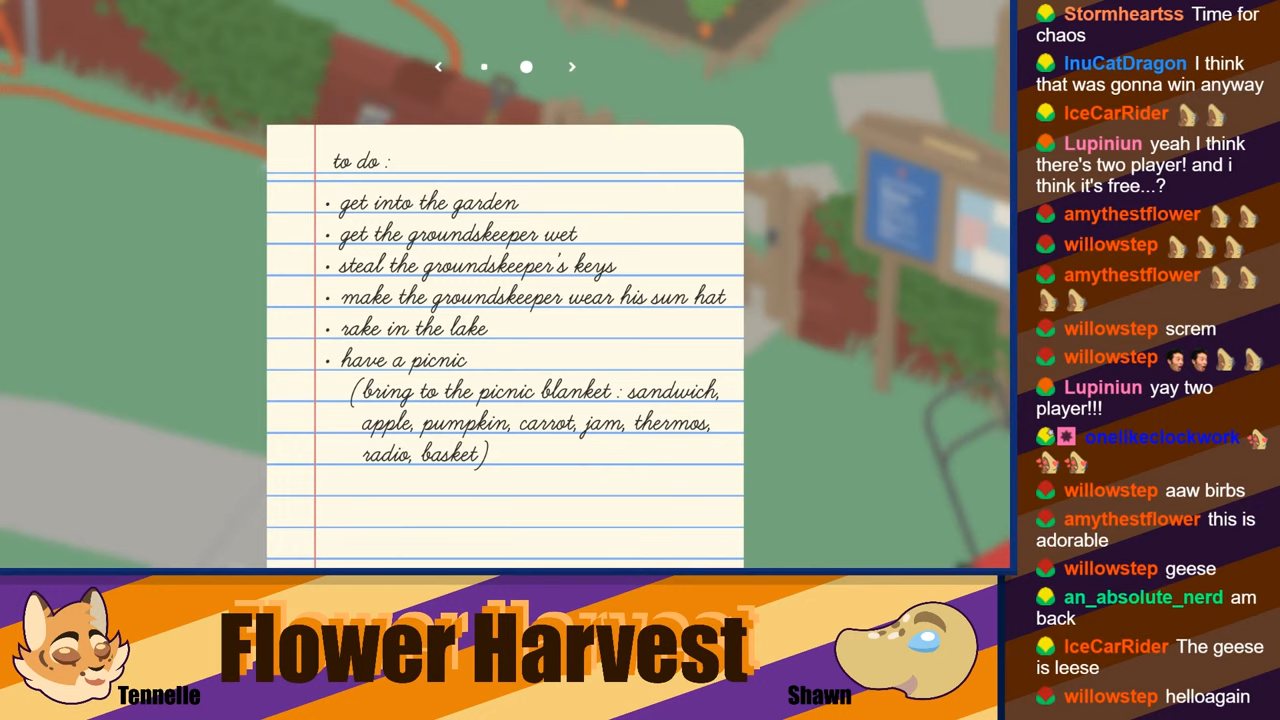 to do :
• get into the garden
• get the groundskeeper wet
• steal the groundskeeper's keys
• make the groundskeeper wear his sun hat
• rake in the lake
• have a picnic
(bring to the picnic blanket : sandwich,
apple, pumpkin, carrot, jam, thermos,
radio, basket)
Flower Harvest
Tennelle
Shawn
Stormheartss Time for
chaos
InuCatDragon I think
that was gonna win anyway
IceCarRider
Lupiniun yeah I think
there's two player! and i
think it's free...?
amythestflower
willowstep
amythestflower
willowstep screm
willowstep
Lupiniun yay two
player!!!
onelikeclockwork
willowstep aaw birbs
amythestflower this is
adorable
willowstep geese
an_absolute_nerd am
back
IceCarRider The geese
is leese
willowstep helloagain